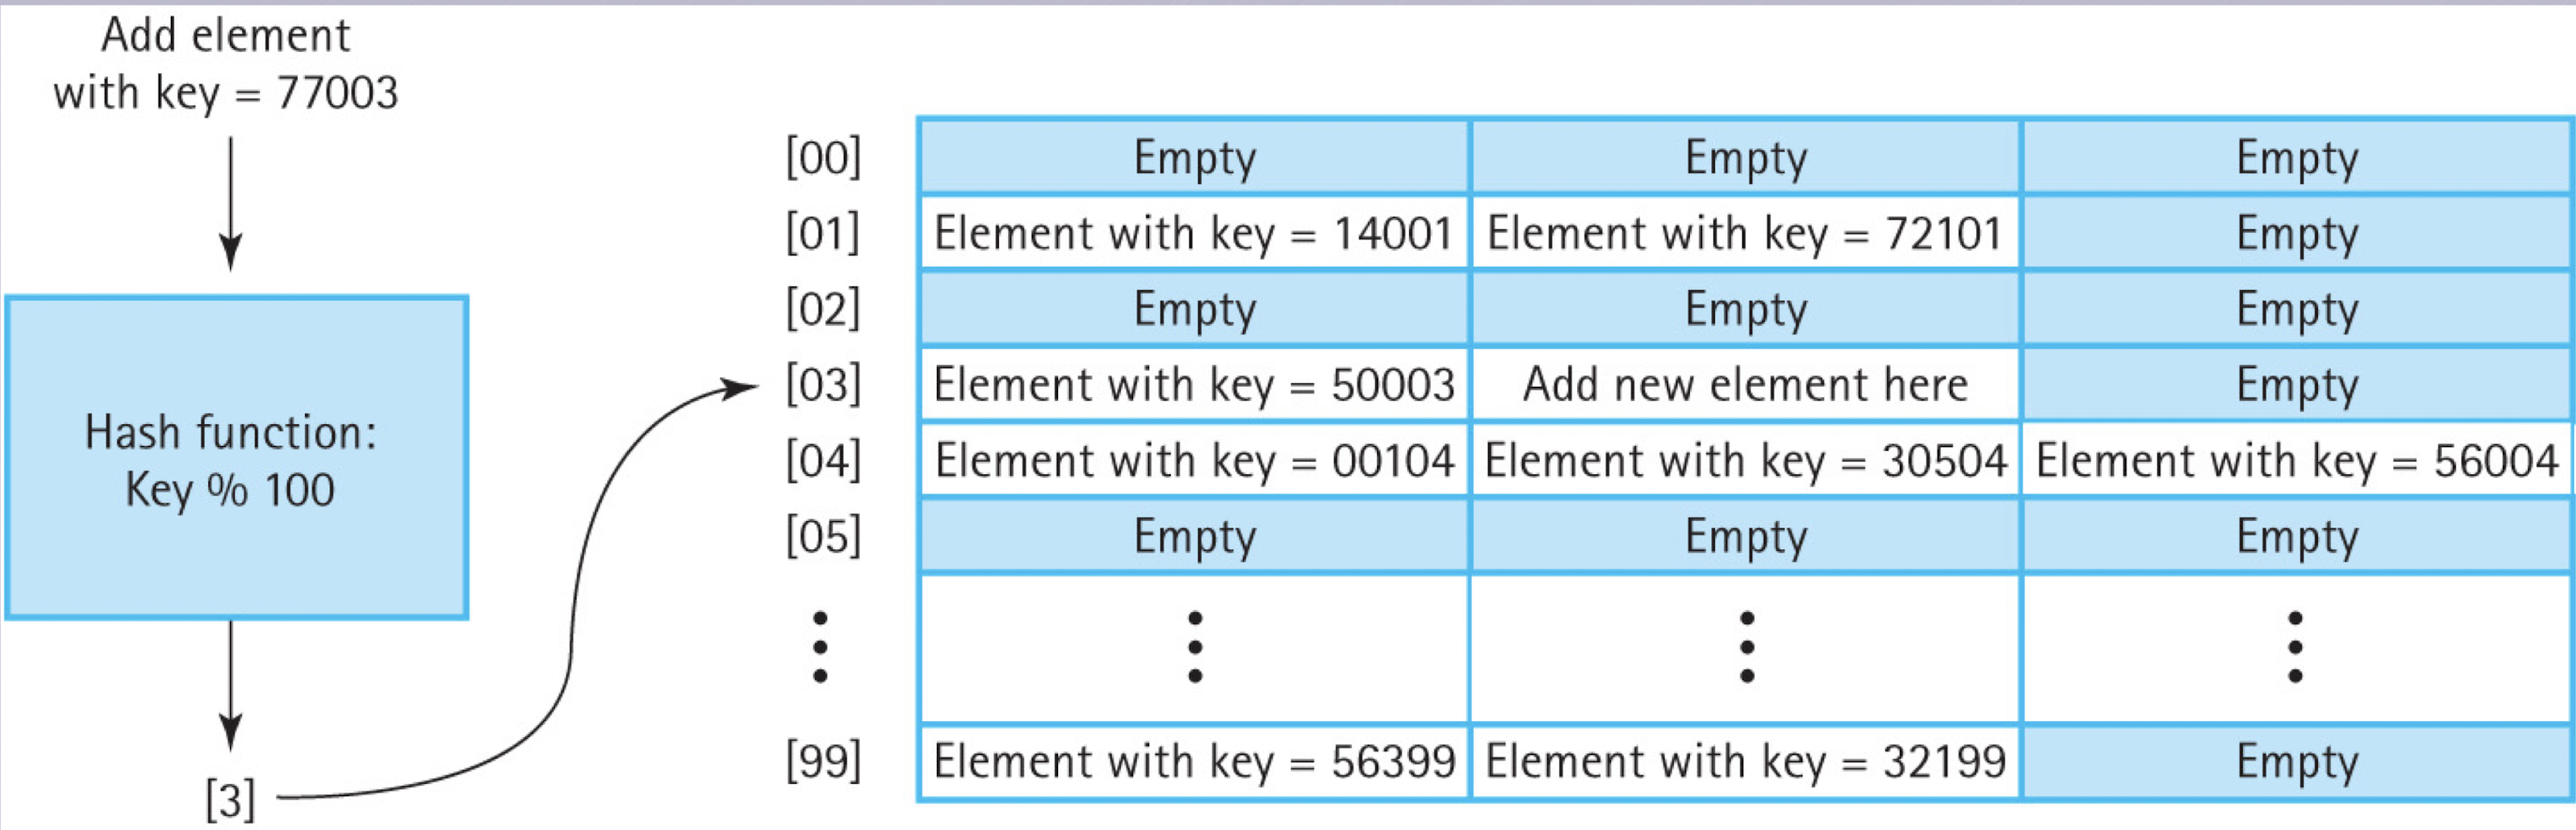 Add element
with key = 77003
Hash function:
Key % 100
[3]
[00] Empty Empty Empty
[01] Element with key = 14001 Element with key = 72101 Empty
[02] Empty Empty Empty
[03] Element with key = 50003 Add new element here Empty
[04] Element with key = 00104 Element with key = 30504 Element with key = 56004
[05] Empty Empty Empty
[99] Element with key = 56399 Element with key = 32199 Empty